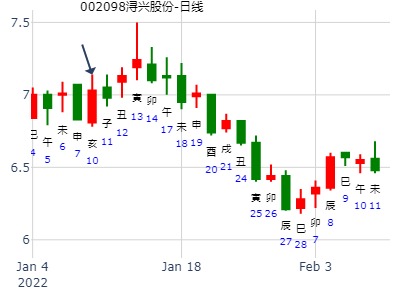 002098浔兴股份-日线
7.5
7
6.5
6
巳 午 未 申 亥 子 丑 寅 卯 午 未 申 酉 戌 丑 寅 卯 辰 巳 卯 辰 巳 午 未
4 5 6 7 10 11 12 13 14 17 18 19 20 21 24 25 26 27 28 7 8 9 10 11
Jan 4 Jan 18 Feb 3
2022